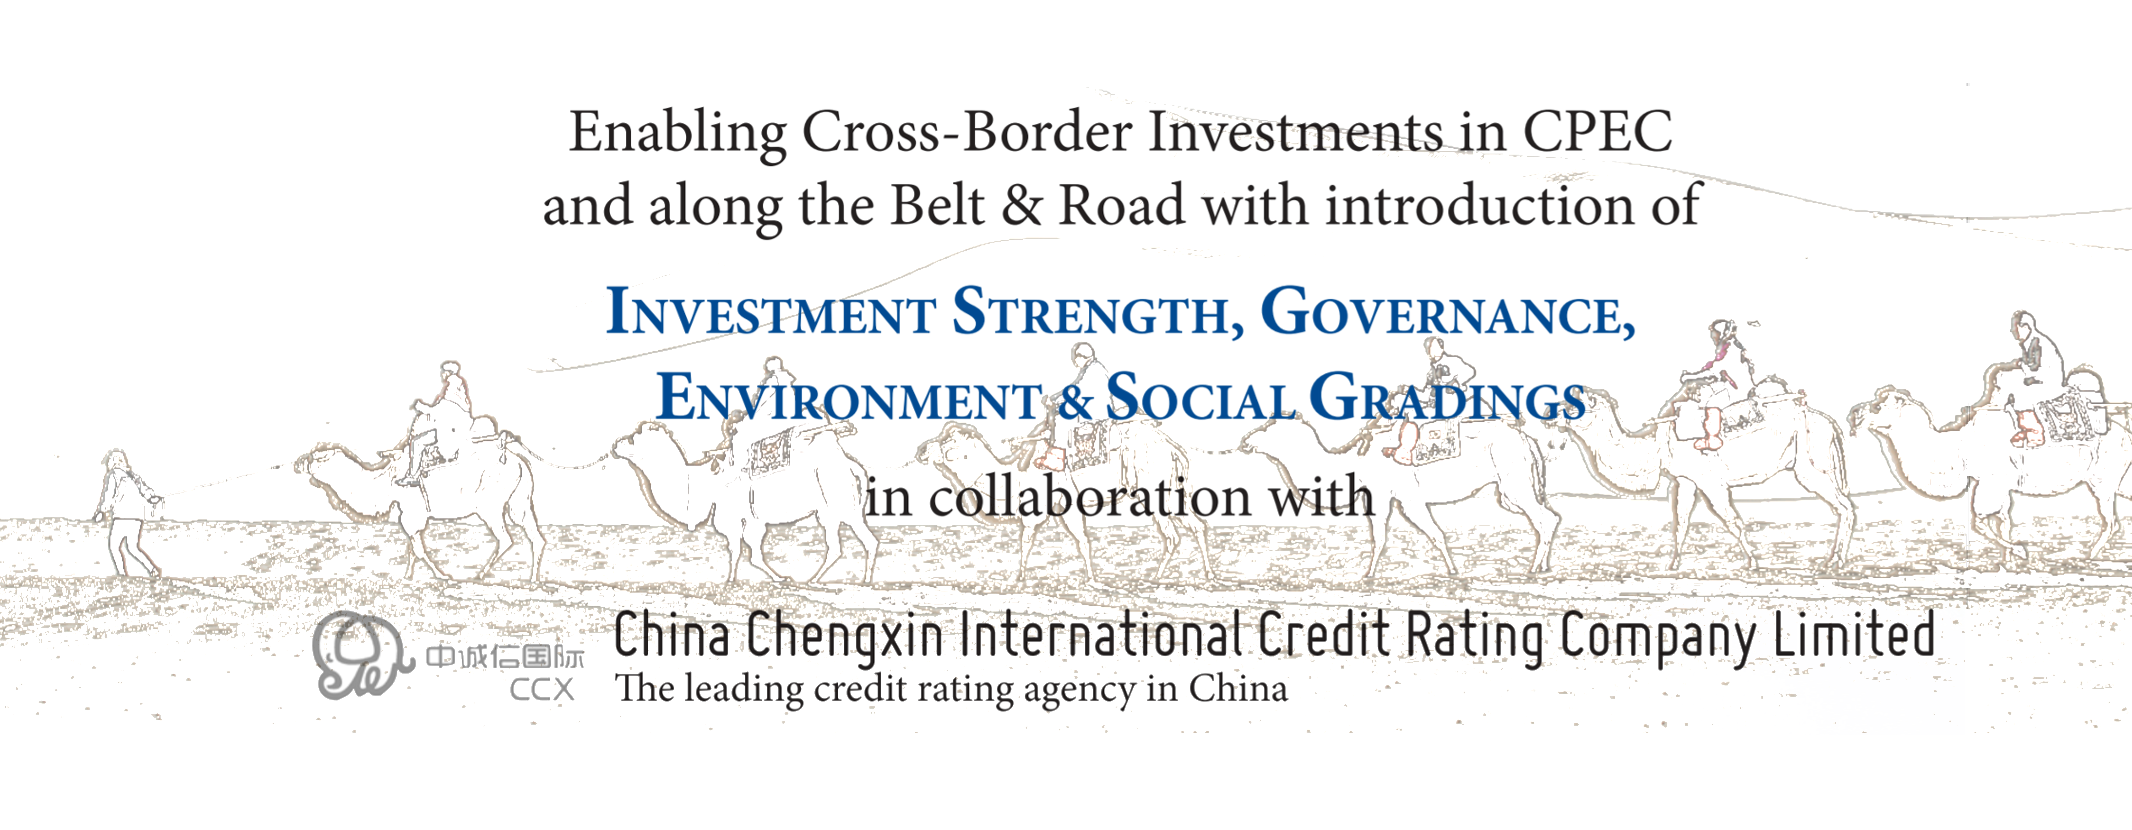 Enabling Cross-Border Investments in CPEC
and along the Belt & Road with introduction of
INVESTMENT STRENGTH, GOVERNANCE,
ENVIRONMENT & SOCIAL GRADINGS
in collaboration with
中诚信国际
CCX
China Chengxin International Credit Rating Company Limited
The leading credit rating agency in China